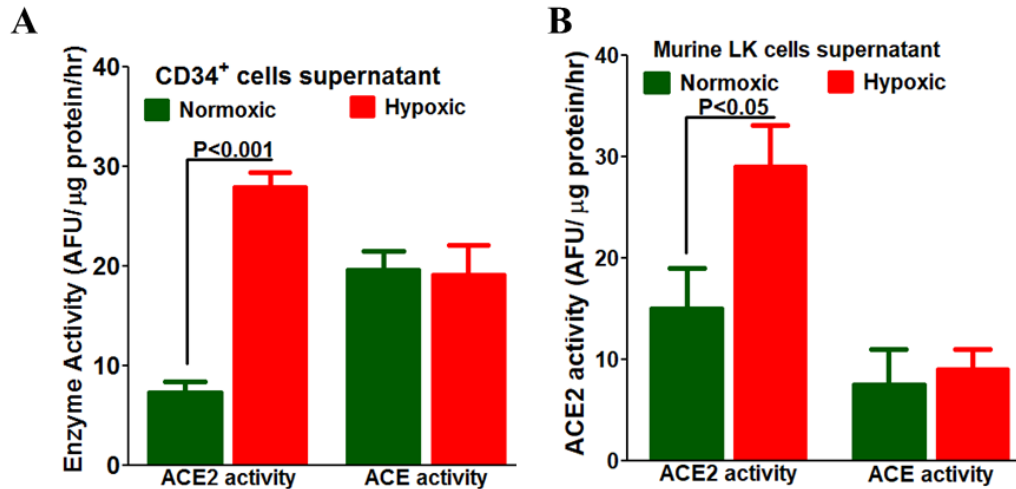 A
Enzyme Activity (AFU/µg protein/hr)
40
30
20
10
0
CD34+ cells supernatant
Normoxic
Hypoxic
P<0.001
ACE2 activity
ACE activity
B
ACE2 activity (AFU/ µg protein/hr)
40
30
20
10
0
Murine LK cells supernatant
Normoxic
Hypoxic
P<0.05
ACE2 activity
ACE activity